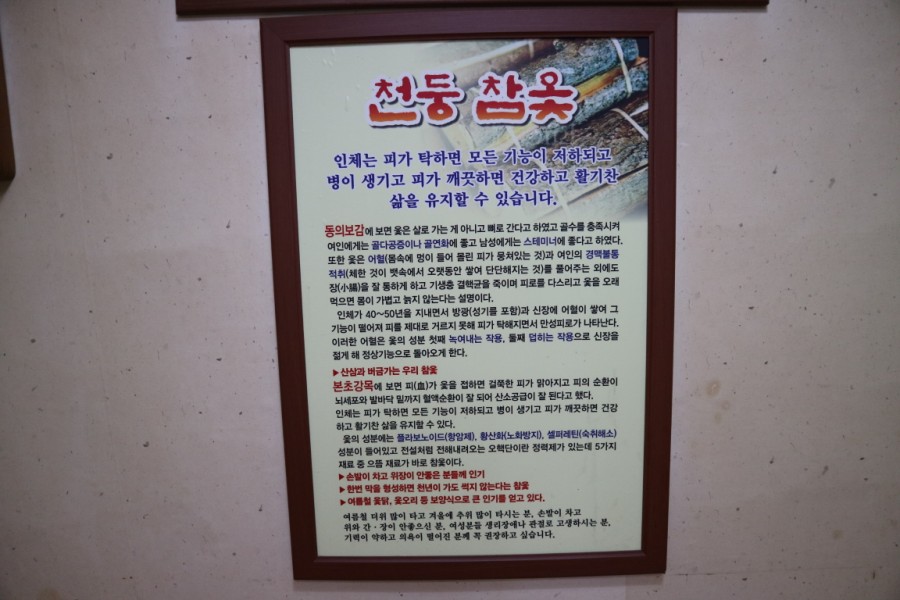 천둥 참옻
인체는 피가 탁하면 모든 기능이 저하되고
병이 생기고 피가 깨끗하면 건강하고 활기찬
삶을 유지할 수 있습니다.
동의보감에 보면 옻은 살로 가는 게 아니고 뼈로 간다고 하였고 골수를 충족시켜
여인에게는 골다공증이나 골연화에 좋고 남성에게는 스테미너에 좋다고 하였다.
또한 옻은 어혈(몸속에 멍이 들어 몰린 피가 뭉쳐있는 것)과 여인의 경맥불통
적취(체한 것이 뱃속에서 오랫동안 쌓여 단단해지는 것)를 풀어주는 외에도
장(小腸)을 잘 통하게 하고 기생충 결핵균을 죽이며 피로를 다스리고 옻을 오래
먹으면 몸이 가볍고 늙지 않는다는 설명이다.
인체가 40~50년을 지내면서 방광(성기를 포함)과 신장에 어혈이 쌓여 그
기능이 떨어져 피를 제대로 거르지 못해 피가 탁해지면서 만성피로가 나타난다.
이러한 어혈은 옻의 성분 첫째 녹여내는 작용, 둘째 덥히는 작용으로 신장을
젊게 해 정상기능으로 돌아오게 한다.
▶산삼과 버금가는 우리 참옻
본초강목에 보면 피(血)가 옻을 접하면 걸쭉한 피가 맑아지고 피의 순환이
뇌세포와 발바닥 밑까지 혈액순환이 잘 되어 산소공급이 잘 된다고 했다.
인체는 피가 탁하면 모든 기능이 저하되고 병이 생기고 피가 깨끗하면 건강
하고 활기찬 삶을 유지할 수 있다.
옻의 성분에는 플라보노이드(항암제), 황산화(노화방지), 셀퍼레틴(숙취해소)
성분이 들어있고 전설처럼 전해내려오는 오핵단이란 정력제가 있는데 5가지
재료 중 으뜸 재료가 바로 참옻이다.
▶손발이 차고 위장이 안좋은 분들께 인기
▶한번 막을 형성하면 천년이 가도 썩지 않는다는 참옻
▶여름철 옻닭, 옻오리 등 보양식으로 큰 인기를 얻고 있다.
여름철 더위 많이 타고 겨울에 추위 많이 타시는 분, 손발이 차고
위와 간·장이 안좋으신 분, 여성분들 생리장애나 관절로 고생하시는 분,
기력이 약하고 의욕이 떨어진 분께 꼭 권장하고 싶습니다.